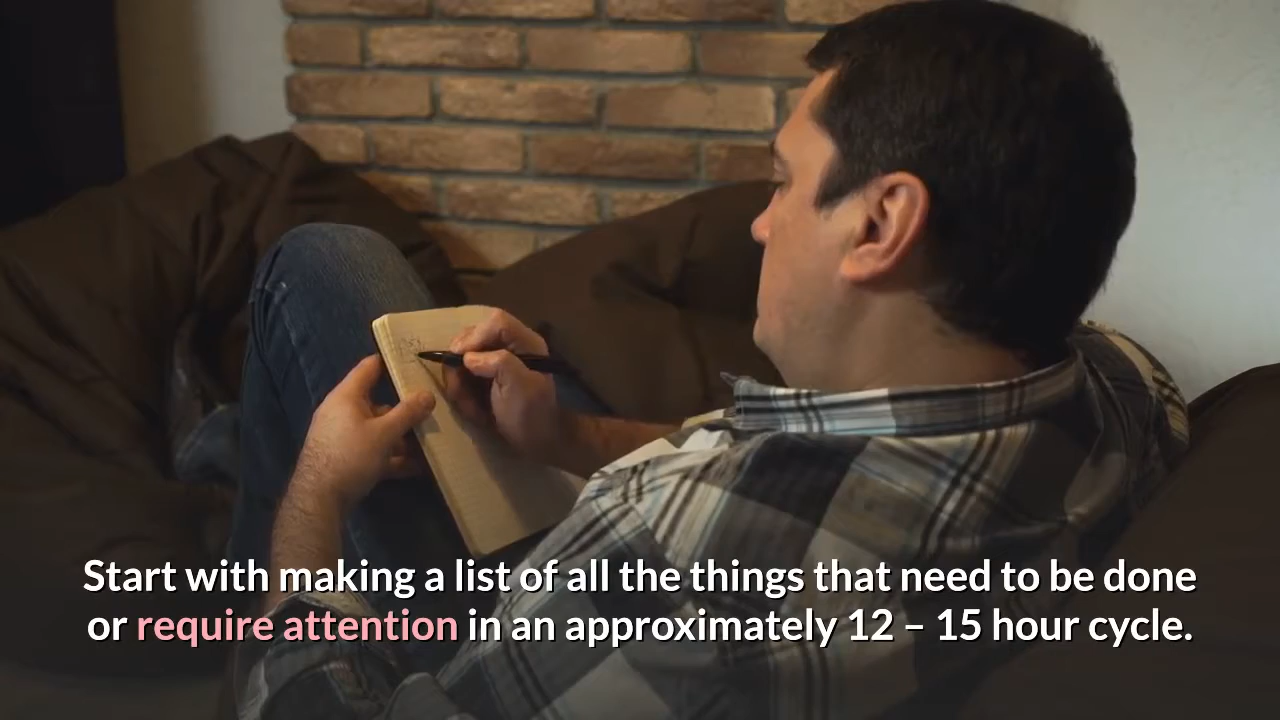 Start with making a list of all the things that need to be done
or require attention in an approximately 12 – 15 hour cycle.